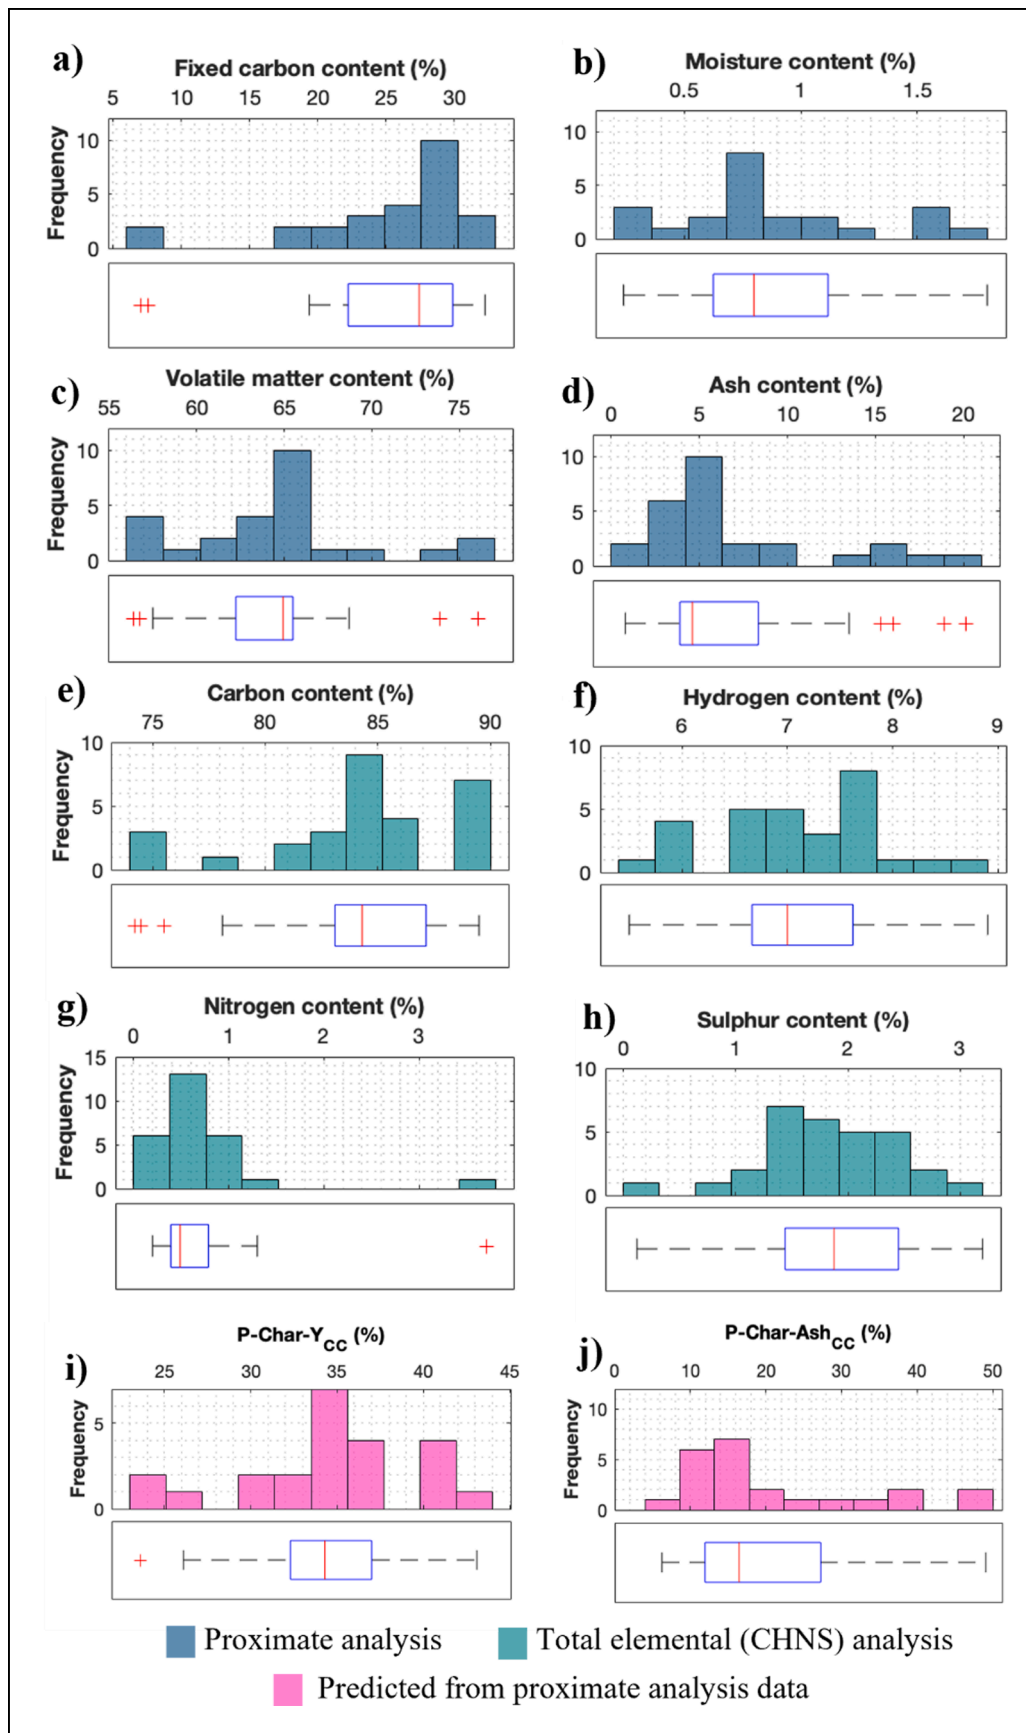 a)
Fixed carbon content (%)
5 10 15 20 25 30
Frequency
10
5
0
b)
Moisture content (%)
0.5 1 1.5
10
5
0
c)
Volatile matter content (%)
55 60 65 70 75
Frequency
10
5
0
d)
Ash content (%)
0 5 10 15 20
10
5
0
e)
Carbon content (%)
75 80 85 90
Frequency
10
5
0
f)
Hydrogen content (%)
6 7 8 9
10
5
0
g)
Nitrogen content (%)
0 1 2 3
Frequency
15
10
5
0
h)
Sulphur content (%)
0 1 2 3
10
5
0
i)
P-Char-Y_CC (%)
25 30 35 40 45
Frequency
5
0
j)
P-Char-Ash_CC (%)
0 10 20 30 40 50
Frequency
10
5
0
Proximate analysis
Total elemental (CHNS) analysis
Predicted from proximate analysis data